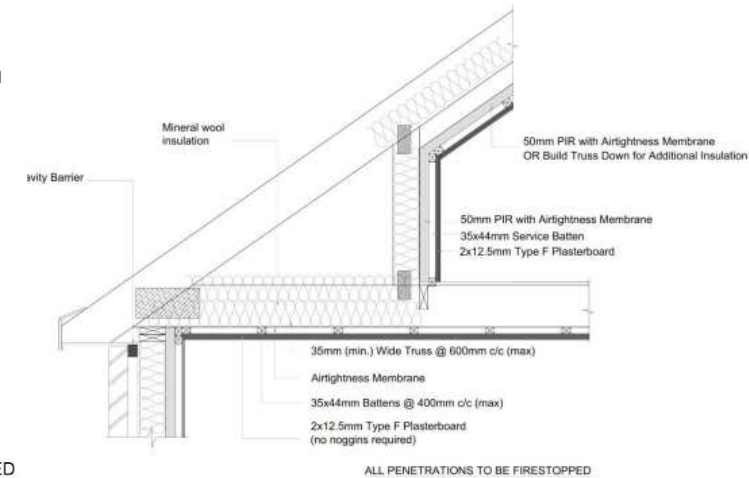 Mineral wool
insulation
avity Barrier
50mm PIR with Airtightness Membrane
OR Build Truss Down for Additional Insulation
50mm PIR with Airtightness Membrane
35x44mm Service Batten
2x12.5mm Type F Plasterboard
35mm (min.) Wide Truss @ 600mm c/c (max)
Airtightness Membrane
35x44mm Battens @ 400mm c/c (max)
2x12.5mm Type F Plasterboard
(no noggins required)
ED
ALL PENETRATIONS TO BE FIRESTOPPED